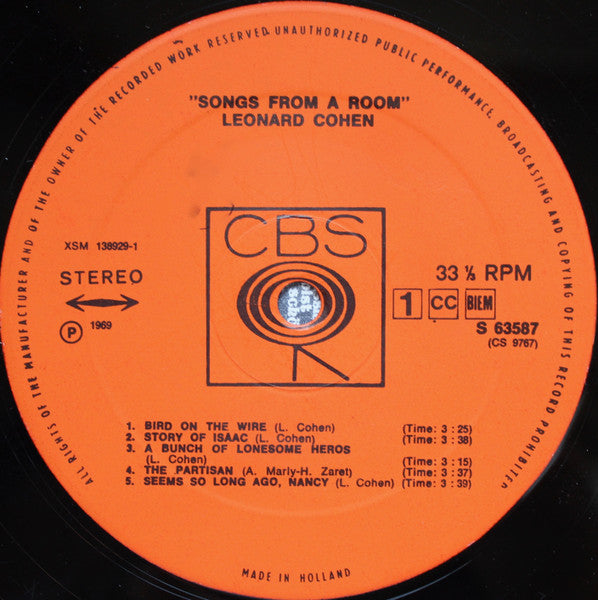 ALL RIGHTS OF THE MANUFACTURER AND OF THE OWNER OF THE RECORDED WORK RESERVED. UNAUTHORIZED PUBLIC PERFORMANCE, BROADCASTING AND COPYING OF THIS RECORD PROHIBITED
"SONGS FROM A ROOM"
LEONARD COHEN
CBS
XSM 138929-1
STEREO
Ⓟ 1969
33 ⅓ RPM
1 CC BIEM
S 63587
(CS 9767)
1. BIRD ON THE WIRE (L. Cohen) (Time: 3 : 25)
2. STORY OF ISAAC (L. Cohen) (Time: 3 : 38)
3. A BUNCH OF LONESOME HEROS
(L. Cohen) (Time: 3 : 15)
4. THE PARTISAN (A. Marly-H. Zaret) (Time: 3 : 37)
5. SEEMS SO LONG AGO, NANCY (L. Cohen) (Time: 3 : 39)
MADE IN HOLLAND